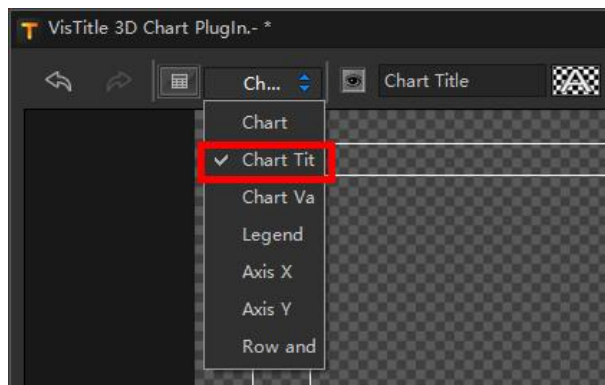 VisTitle 3D Chart PlugIn.- *
Ch... Chart Title
Chart
Chart Tit
Chart Va
Legend
Axis X
Axis Y
Row and